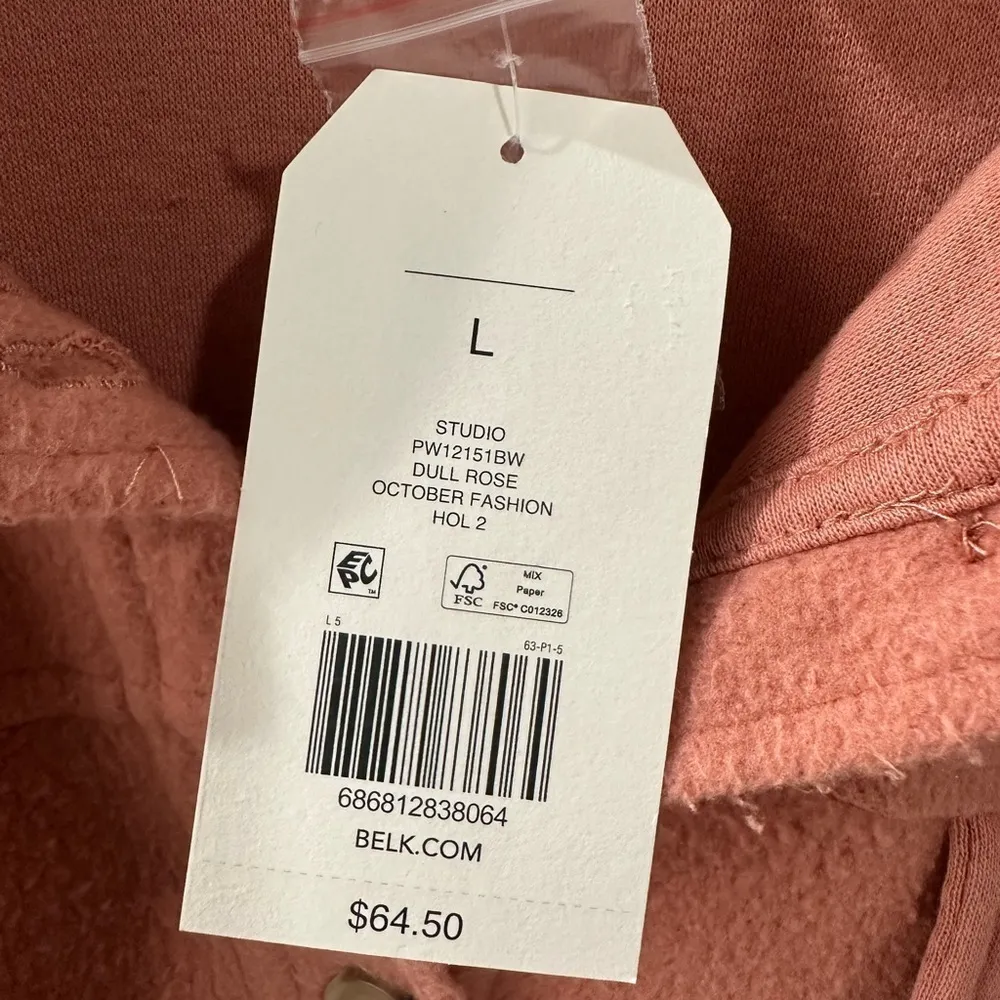 L
STUDIO
PW12151BW
DULL ROSE
OCTOBER FASHION
HOL 2
EPC™
FSC
MIX
Paper
FSC® C012326
L 5
63-P1-5
686812838064
BELK.COM
$64.50